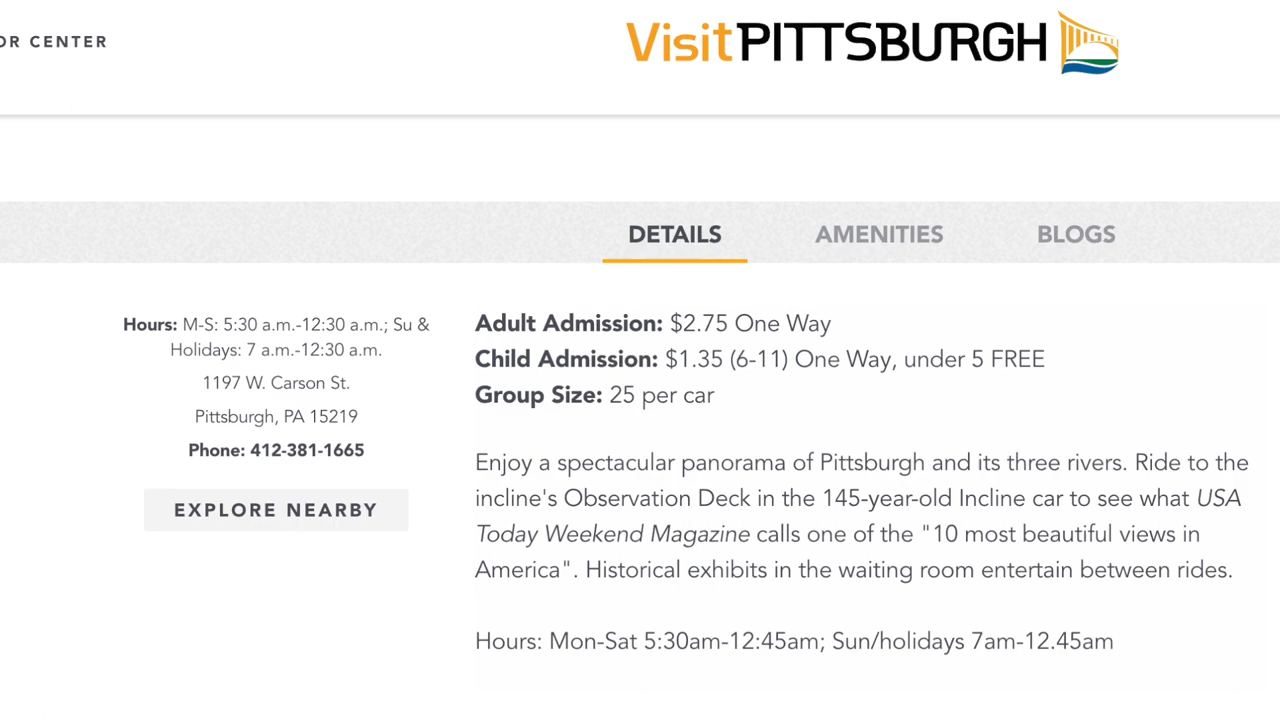 OR CENTER
VisitPITTSBURGH
DETAILS AMENITIES BLOGS
Hours: M-S: 5:30 a.m.-12:30 a.m.; Su &
Holidays: 7 a.m.-12:30 a.m.
1197 W. Carson St.
Pittsburgh, PA 15219
Phone: 412-381-1665
EXPLORE NEARBY
Adult Admission: $2.75 One Way
Child Admission: $1.35 (6-11) One Way, under 5 FREE
Group Size: 25 per car
Enjoy a spectacular panorama of Pittsburgh and its three rivers. Ride to the
incline's Observation Deck in the 145-year-old Incline car to see what USA
Today Weekend Magazine calls one of the "10 most beautiful views in
America". Historical exhibits in the waiting room entertain between rides.
Hours: Mon-Sat 5:30am-12:45am; Sun/holidays 7am-12.45am